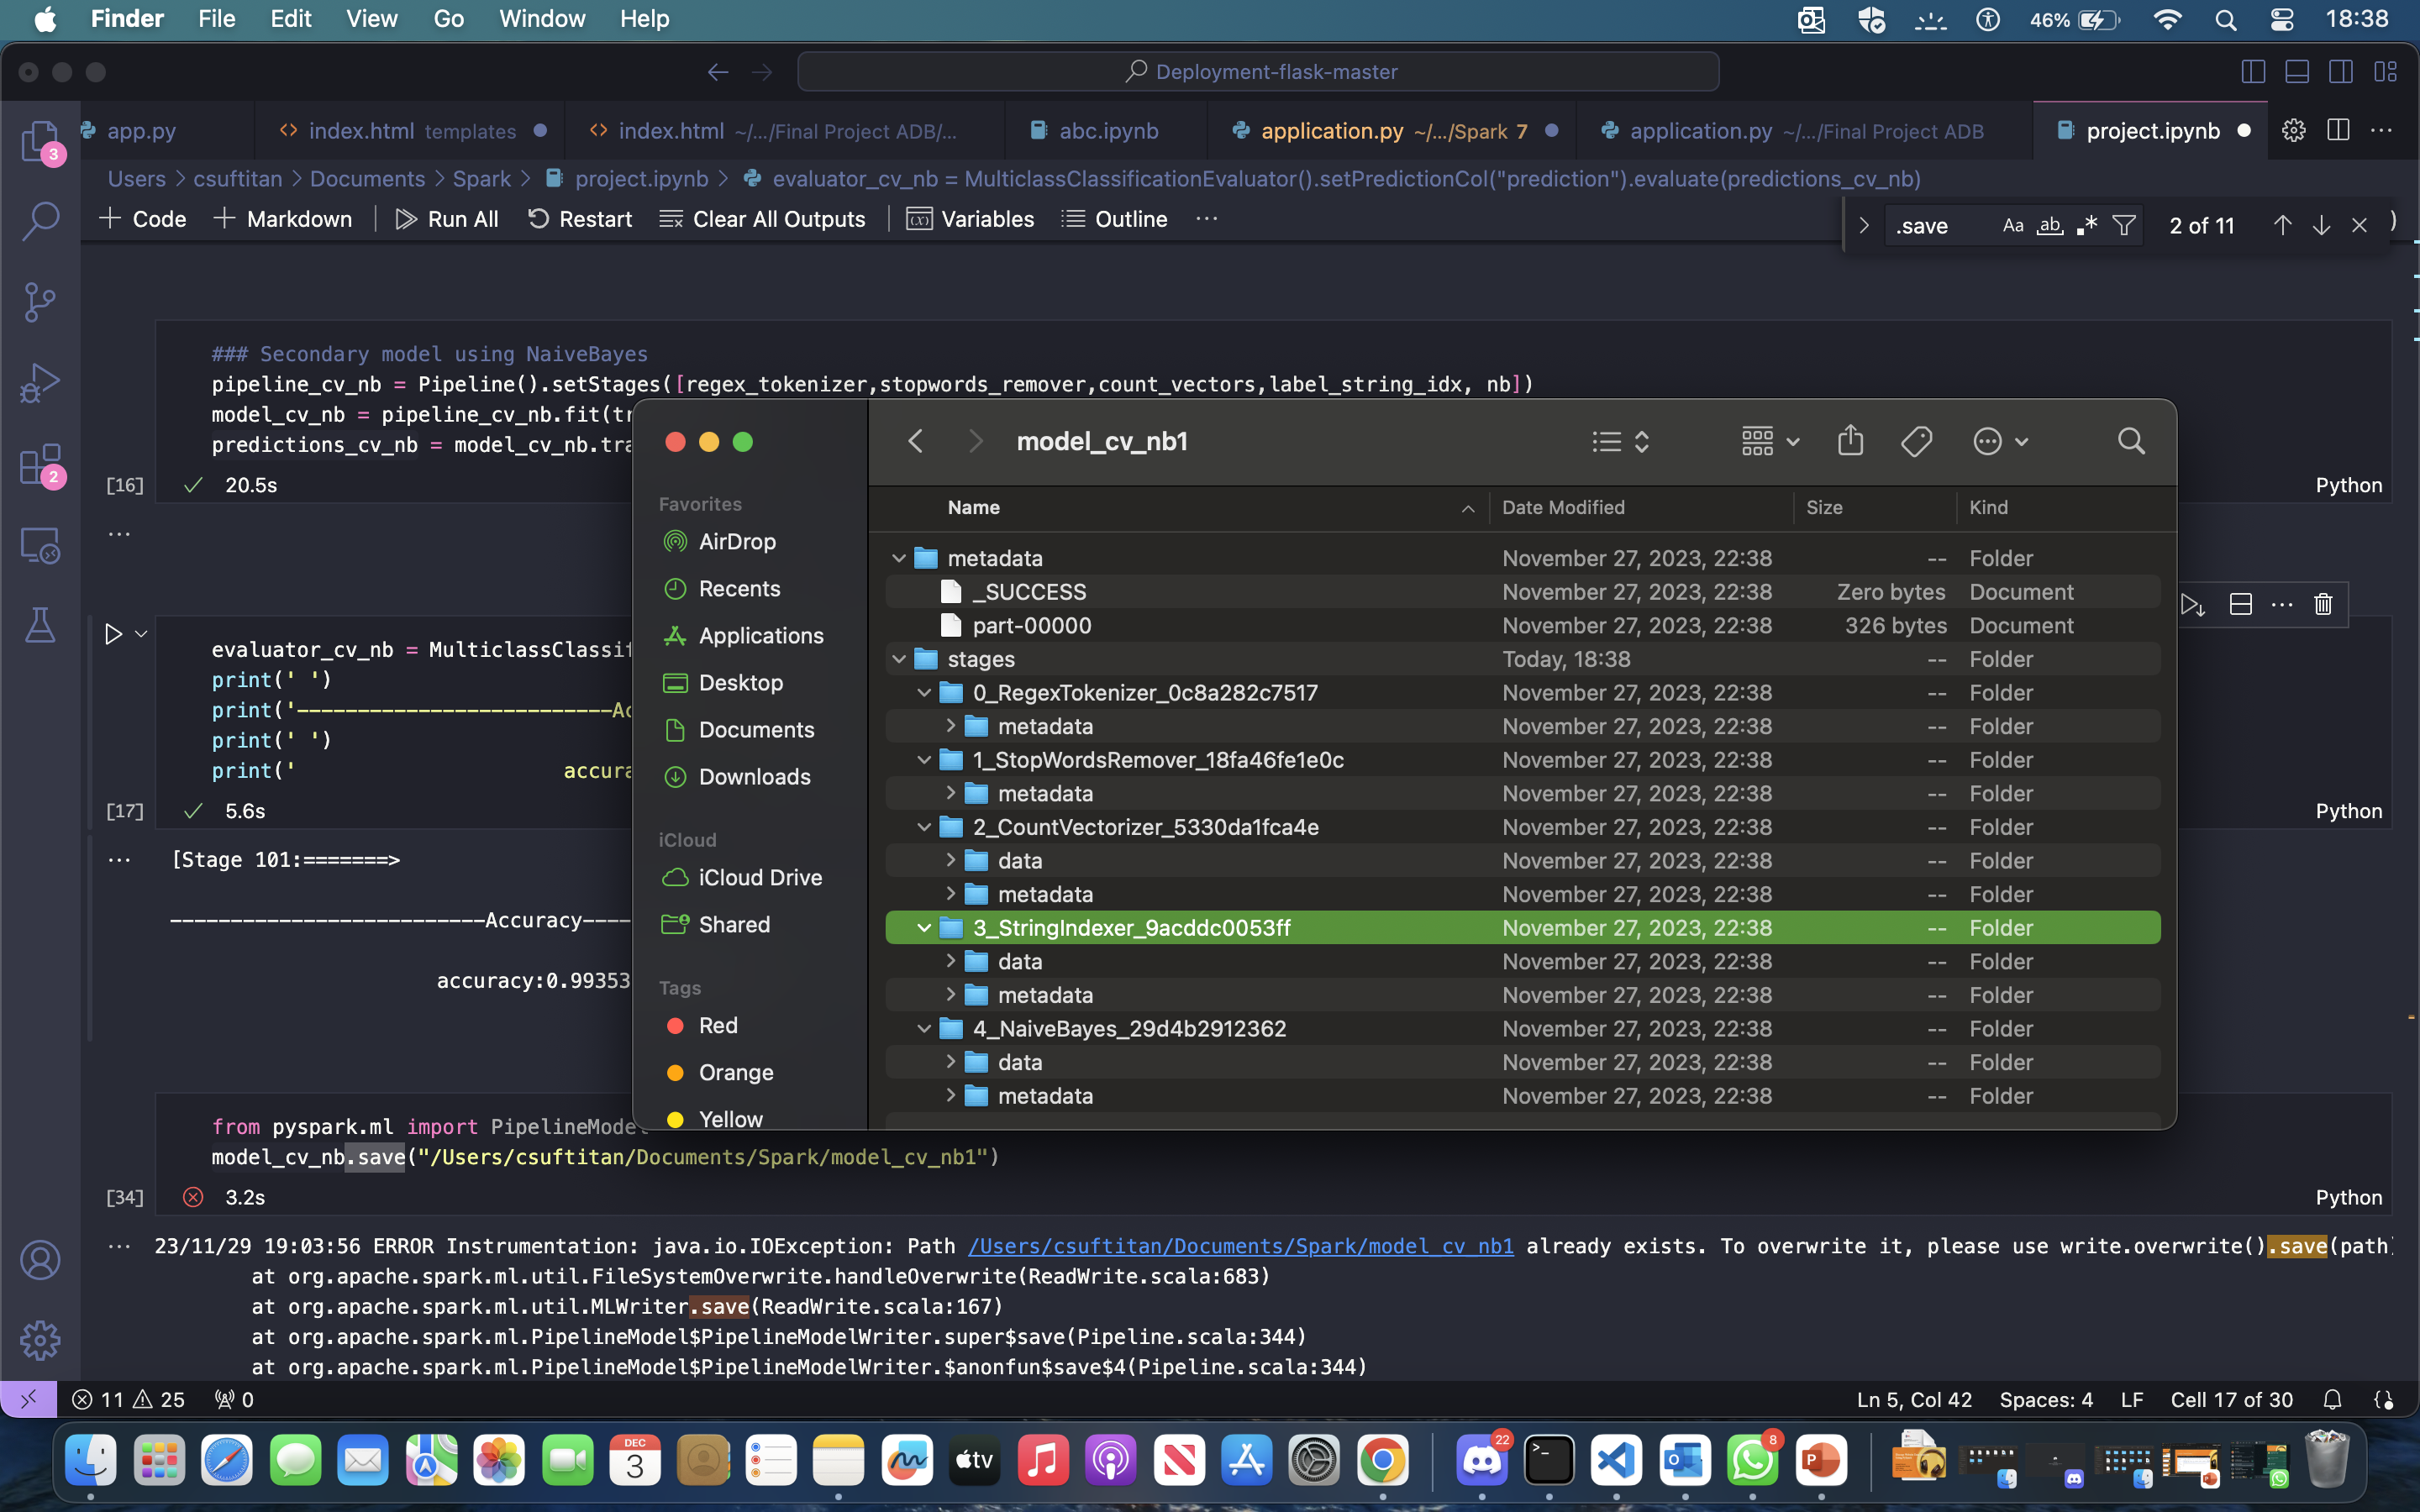 Finder File Edit View Go Window Help 46% 18:38
Deployment-flask-master
app.py index.html templates index.html ~/.../Final Project ADB/... abc.ipynb application.py ~/.../Spark 7 application.py ~/.../Final Project ADB project.ipynb
Users > csuftitan > Documents > Spark > project.ipynb > evaluator_cv_nb = MulticlassClassificationEvaluator().setPredictionCol("prediction").evaluate(predictions_cv_nb)
+ Code + Markdown Run All Restart Clear All Outputs (x) Variables Outline ...
.save Aa ab .* 2 of 11
3
2
### Secondary model using NaiveBayes
pipeline_cv_nb = Pipeline().setStages([regex_tokenizer,stopwords_remover,count_vectors,label_string_idx, nb])
model_cv_nb = pipeline_cv_nb.fit(tr
predictions_cv_nb = model_cv_nb.tra
[16] 20.5s Python
...
evaluator_cv_nb = MulticlassClassif
print(' ')
print('--------------------------Ac
print(' ')
print(' accura
[17] 5.6s Python
... [Stage 101:=======>
--------------------------Accuracy----
accuracy:0.99353
from pyspark.ml import PipelineModel
model_cv_nb.save("/Users/csuftitan/Documents/Spark/model_cv_nb1")
[34] 3.2s Python
... 23/11/29 19:03:56 ERROR Instrumentation: java.io.IOException: Path /Users/csuftitan/Documents/Spark/model_cv_nb1 already exists. To overwrite it, please use write.overwrite().save(path)
at org.apache.spark.ml.util.FileSystemOverwrite.handleOverwrite(ReadWrite.scala:683)
at org.apache.spark.ml.util.MLWriter.save(ReadWrite.scala:167)
at org.apache.spark.ml.PipelineModel$PipelineModelWriter.super$save(Pipeline.scala:344)
at org.apache.spark.ml.PipelineModel$PipelineModelWriter.$anonfun$save$4(Pipeline.scala:344)
model_cv_nb1
Favorites
AirDrop
Recents
Applications
Desktop
Documents
Downloads
iCloud
iCloud Drive
Shared
Tags
Red
Orange
Yellow
Name Date Modified Size Kind
metadata November 27, 2023, 22:38 -- Folder
_SUCCESS November 27, 2023, 22:38 Zero bytes Document
part-00000 November 27, 2023, 22:38 326 bytes Document
stages Today, 18:38 -- Folder
0_RegexTokenizer_0c8a282c7517 November 27, 2023, 22:38 -- Folder
metadata November 27, 2023, 22:38 -- Folder
1_StopWordsRemover_18fa46fe1e0c November 27, 2023, 22:38 -- Folder
metadata November 27, 2023, 22:38 -- Folder
2_CountVectorizer_5330da1fca4e November 27, 2023, 22:38 -- Folder
data November 27, 2023, 22:38 -- Folder
metadata November 27, 2023, 22:38 -- Folder
3_StringIndexer_9acddc0053ff November 27, 2023, 22:38 -- Folder
data November 27, 2023, 22:38 -- Folder
metadata November 27, 2023, 22:38 -- Folder
4_NaiveBayes_29d4b2912362 November 27, 2023, 22:38 -- Folder
data November 27, 2023, 22:38 -- Folder
metadata November 27, 2023, 22:38 -- Folder
11 25 0 Ln 5, Col 42 Spaces: 4 LF Cell 17 of 30
DEC
3
tv
22
8